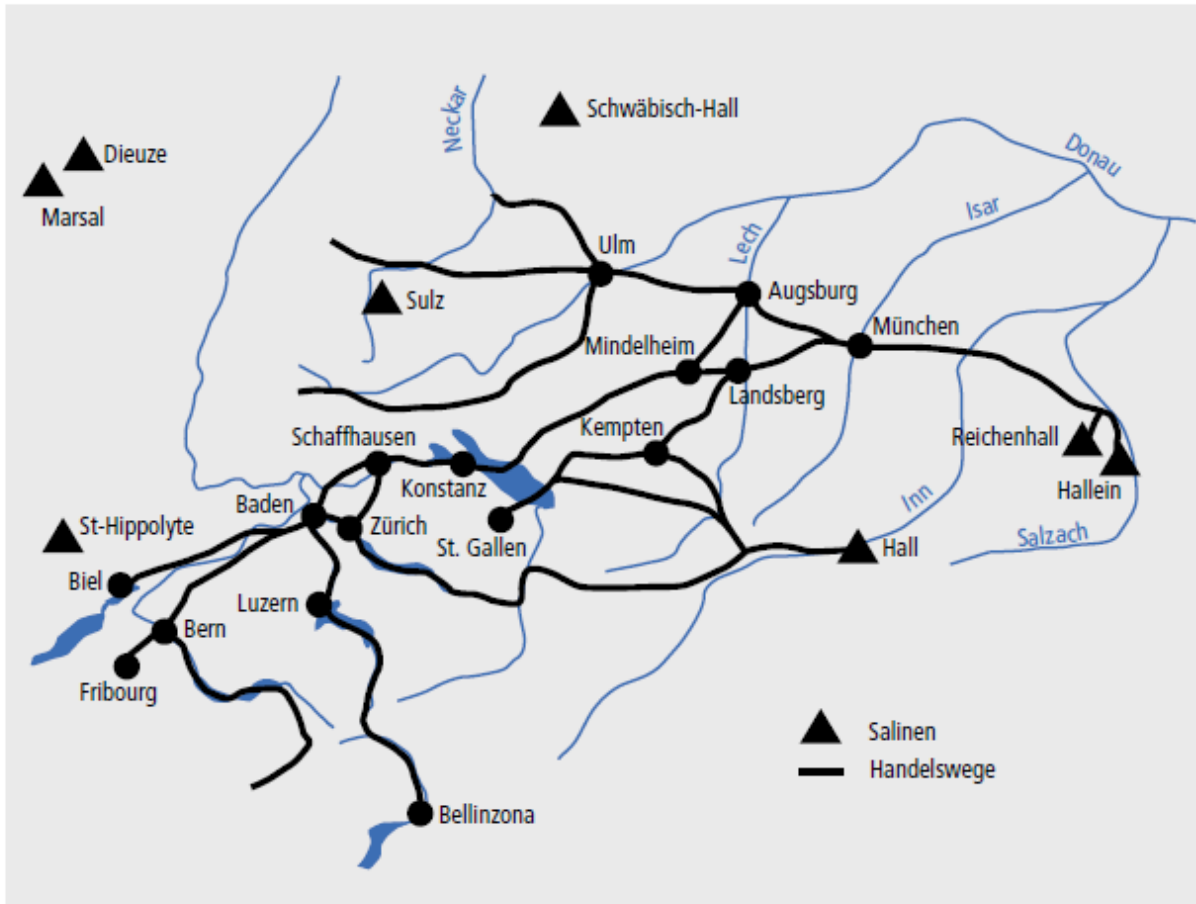 Neckar
Schwäbisch-Hall
Dieuze
Marsal
Donau
Isar
Lech
Ulm
Sulz
Augsburg
München
Mindelheim
Landsberg
Kempten
Schaffhausen
Konstanz
Reichenhall
Hallein
Baden
Zürich
St. Gallen
Inn
Hall
Salzach
St-Hippolyte
Biel
Luzern
Bern
Fribourg
Salinen
Handelswege
Bellinzona